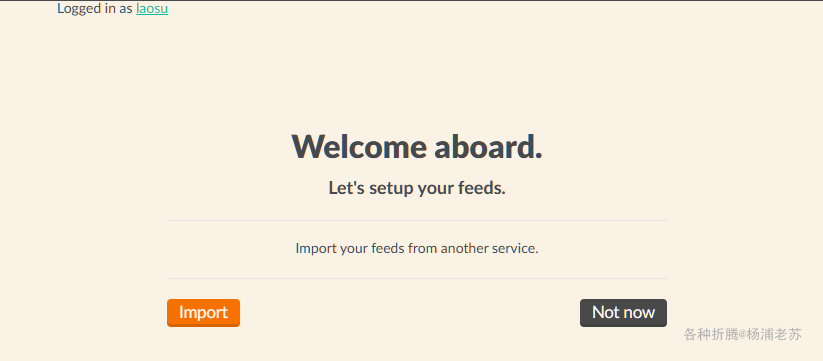 Logged in as laosu
Welcome aboard.
Let's setup your feeds.
Import your feeds from another service.
Import
Not now
各种折腾@杨浦老苏